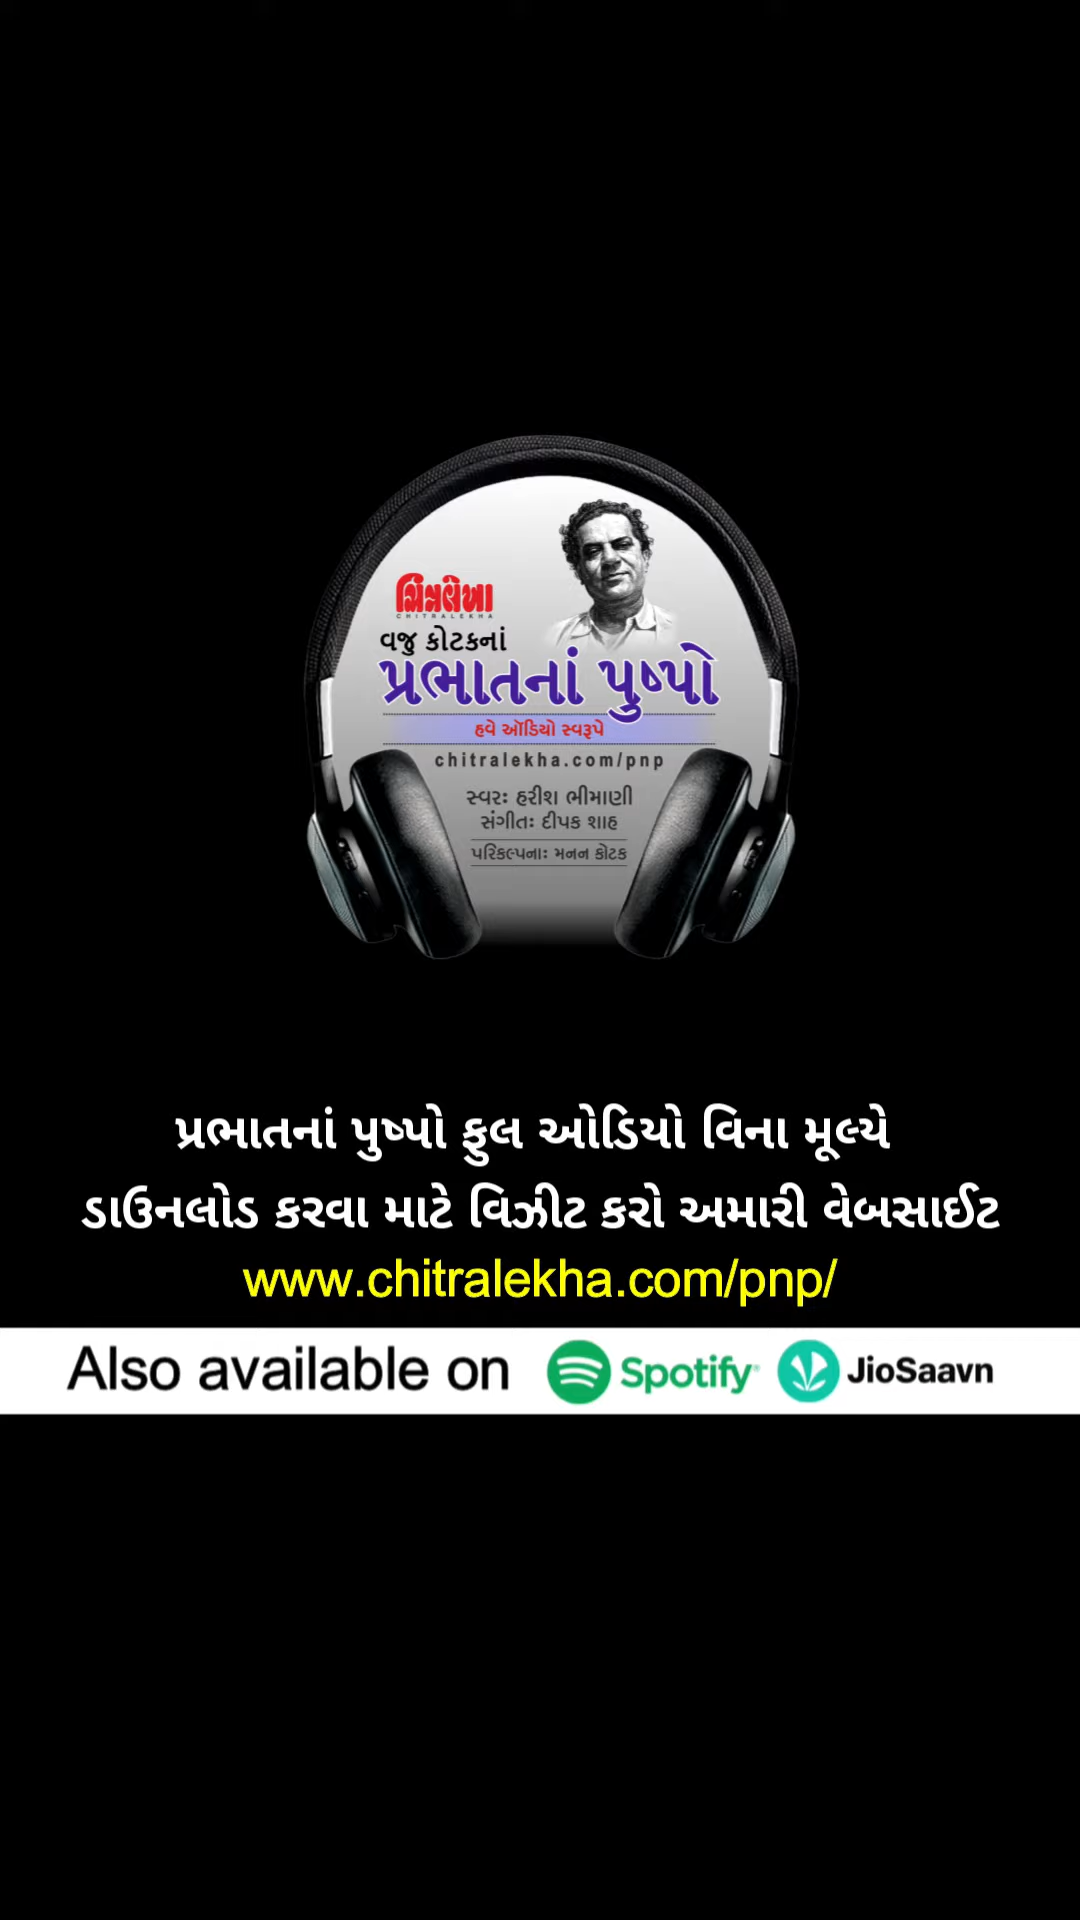 ચિત્રલેખા
CHITRALEKHA
વજુ કોટકનાં
પ્રભાતનાં પુષ્પો
હવે ઑડિયો સ્વરૂપે
chitralekha.com/pnp
સ્વરઃ હરીશ ભીમાણી
સંગીતઃ દીપક શાહ
પરિકલ્પનાઃ મનન કોટક
પ્રભાતનાં પુષ્પો ફુલ ઓડિયો વિના મૂલ્યે
ડાઉનલોડ કરવા માટે વિઝીટ કરો અમારી વેબસાઈટ
www.chitralekha.com/pnp/
Also available on Spotify JioSaavn